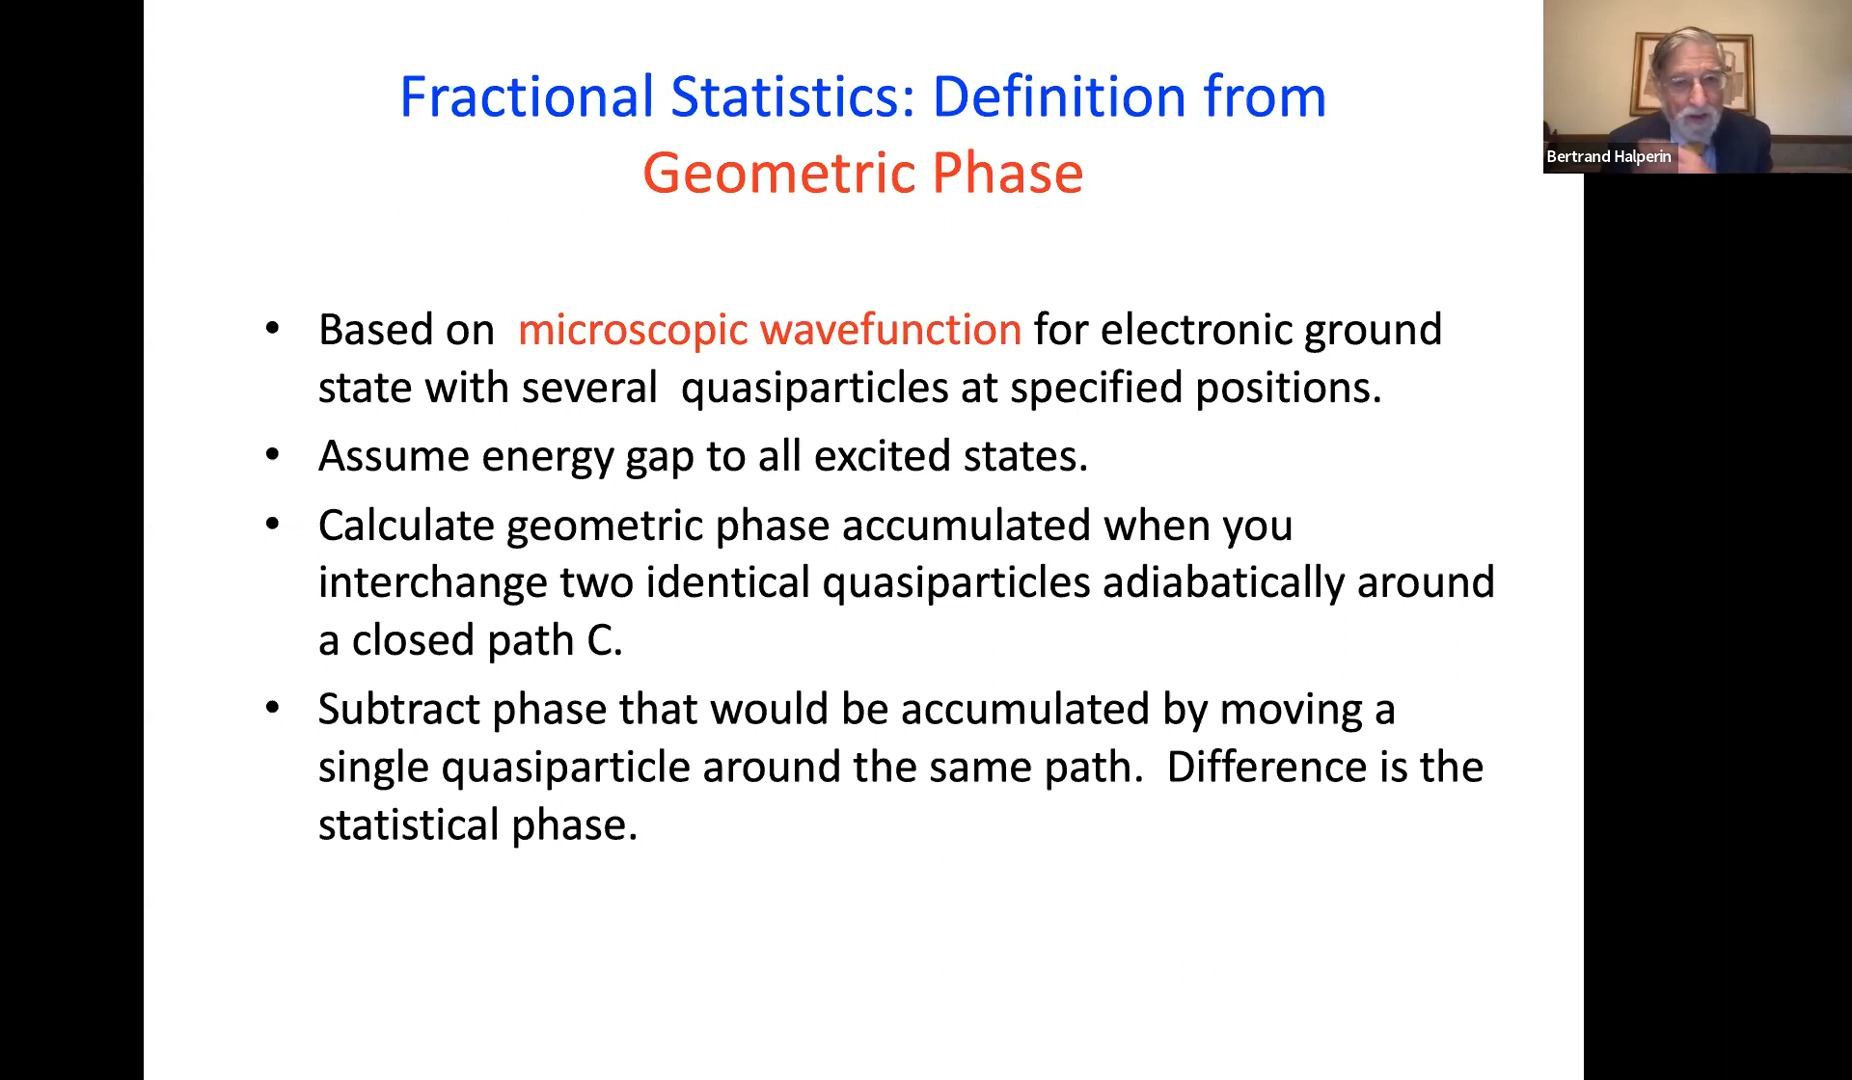 Fractional Statistics: Definition from
Geometric Phase
Bertrand Halperin
• Based on microscopic wavefunction for electronic ground
state with several quasiparticles at specified positions.
• Assume energy gap to all excited states.
• Calculate geometric phase accumulated when you
interchange two identical quasiparticles adiabatically around
a closed path C.
• Subtract phase that would be accumulated by moving a
single quasiparticle around the same path. Difference is the
statistical phase.